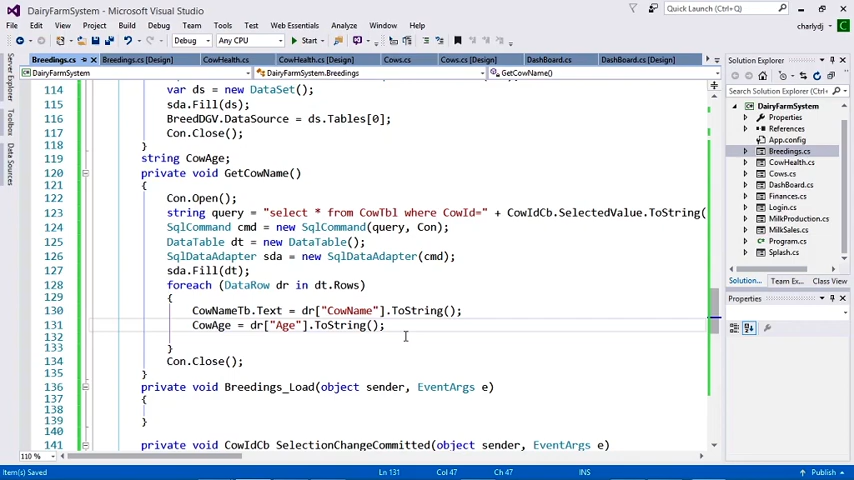 DairyFarmSystem - Microsoft Visual Studio
Quick Launch (Ctrl+Q)
File Edit View Project Build Debug Team Tools Test Web Essentials Analyze Window Help
charlydj
Debug Any CPU Start
Breedings.cs Breedings.cs [Design] CowHealth.cs CowHealth.cs [Design] Cows.cs Cows.cs [Design] DashBoard.cs DashBoard.cs [Design]
DairyFarmSystem DairyFarmSystem.Breedings GetCowName()
Server Explorer
Toolbox
Data Sources
114 var ds = new DataSet();
115 sda.Fill(ds);
116 BreedDGV.DataSource = ds.Tables[0];
117 Con.Close();
118 }
119 string CowAge;
120 private void GetCowName()
121 {
122 Con.Open();
123 string query = "select * from CowTbl where CowId=" + CowIdCb.SelectedValue.ToString(
124 SqlCommand cmd = new SqlCommand(query, Con);
125 DataTable dt = new DataTable();
126 SqlDataAdapter sda = new SqlDataAdapter(cmd);
127 sda.Fill(dt);
128 foreach (DataRow dr in dt.Rows)
129 {
130 CowNameTb.Text = dr["CowName"].ToString();
131 CowAge = dr["Age"].ToString();
132
133 }
134 Con.Close();
135 }
136 private void Breedings_Load(object sender, EventArgs e)
137 {
138
139 }
140
141 private void CowIdCb SelectionChangeCommitted(object sender, EventArgs e)
110 %
Solution Explorer
Search Solution Explorer (
DairyFarmSystem
Properties
References
App.config
Breedings.cs
CowHealth.cs
Cows.cs
DashBoard.cs
Finances.cs
Login.cs
MilkProduction.cs
MilkSales.cs
Program.cs
Splash.cs
Solution... Team Ex... Class View
Properties
Item(s) Saved Ln 131 Col 47 Ch 47 INS Publish